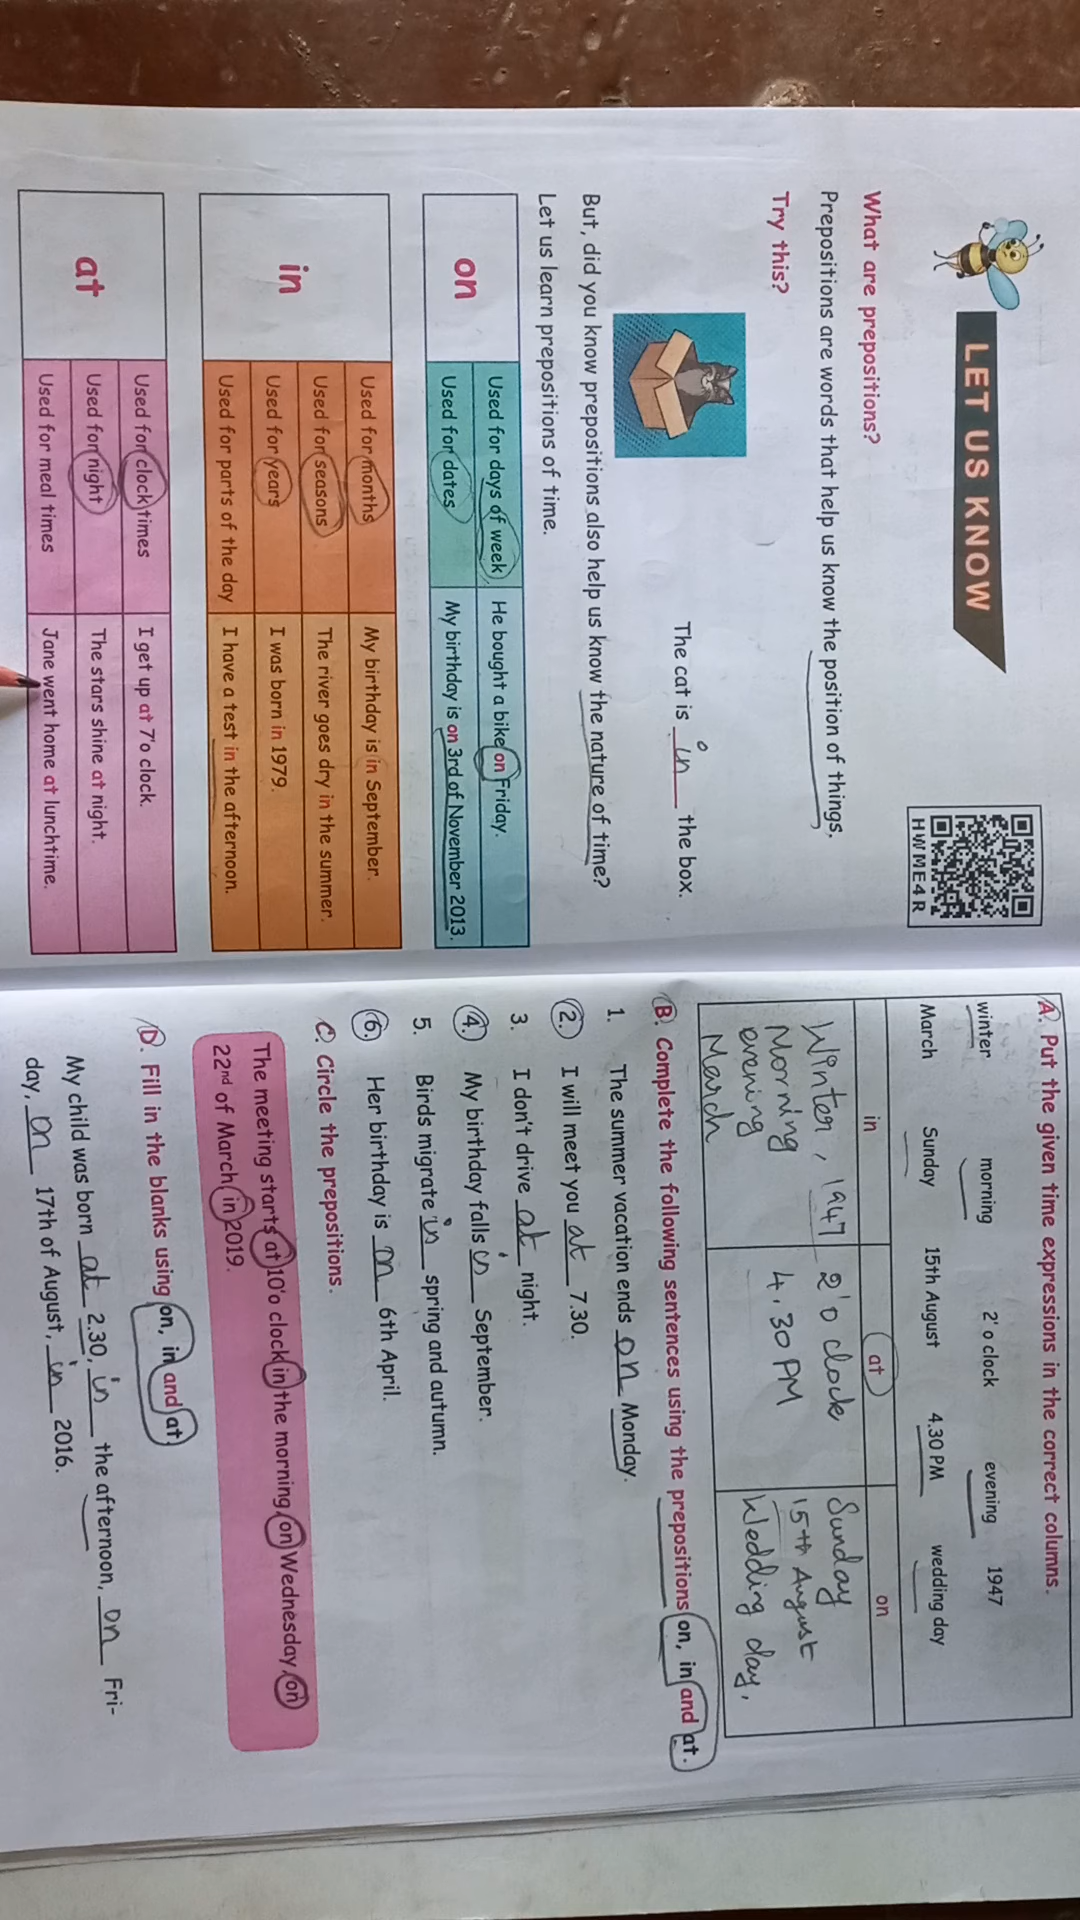 LET US KNOW
HWME4R
What are prepositions?
Prepositions are words that help us know the position of things.
Try this?
The cat is in the box.
But, did you know prepositions also help us know the nature of time?
Let us learn prepositions of time.
on
Used for days of week He bought a bike on Friday.
Used for dates My birthday is on 3rd of November 2013.
in
Used for months My birthday is in September.
Used for seasons The river goes dry in the summer.
Used for years I was born in 1979.
Used for parts of the day I have a test in the afternoon.
at
Used for clock times I get up at 7'o clock.
Used for night The stars shine at night.
Used for meal times Jane went home at lunchtime.
A. Put the given time expressions in the correct columns.
winter morning 2' o clock evening 1947
March Sunday 15th August 4.30 PM wedding day
in at on
Winter, 1947 2'o clock Sunday
Morning 4.30 PM 15th August
evening Wedding day,
March
B. Complete the following sentences using the prepositions on, in and at.
1. The summer vacation ends on Monday.
2. I will meet you at 7.30.
3. I don't drive at night.
4. My birthday falls in September.
5. Birds migrate in spring and autumn.
6. Her birthday is on 6th April.
C. Circle the prepositions.
The meeting starts at 10'o clock in the morning, on Wednesday, on
22nd of March in 2019.
D. Fill in the blanks using on, in and at.
My child was born at 2.30, in the afternoon, on Fri-
day, on 17th of August, in 2016.